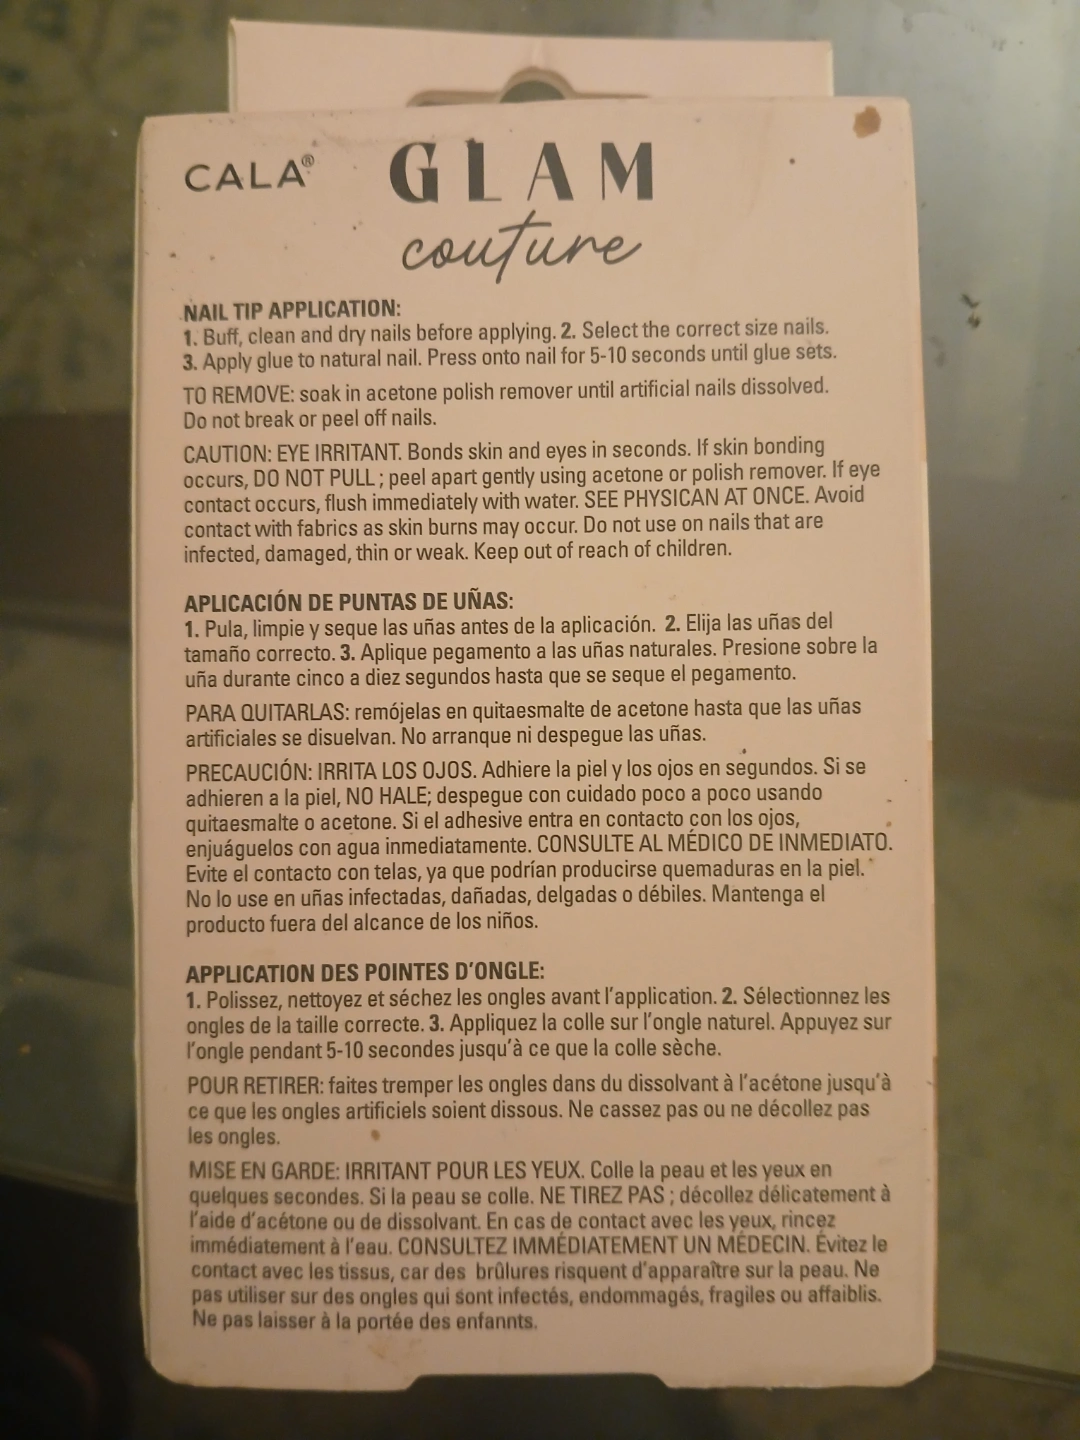 CALA® GLAM
couture
NAIL TIP APPLICATION:
1. Buff, clean and dry nails before applying. 2. Select the correct size nails.
3. Apply glue to natural nail. Press onto nail for 5-10 seconds until glue sets.
TO REMOVE: soak in acetone polish remover until artificial nails dissolved.
Do not break or peel off nails.
CAUTION: EYE IRRITANT. Bonds skin and eyes in seconds. If skin bonding
occurs, DO NOT PULL ; peel apart gently using acetone or polish remover. If eye
contact occurs, flush immediately with water. SEE PHYSICAN AT ONCE. Avoid
contact with fabrics as skin burns may occur. Do not use on nails that are
infected, damaged, thin or weak. Keep out of reach of children.
APLICACIÓN DE PUNTAS DE UÑAS:
1. Pula, limpie y seque las uñas antes de la aplicación. 2. Elija las uñas del
tamaño correcto. 3. Aplique pegamento a las uñas naturales. Presione sobre la
uña durante cinco a diez segundos hasta que se seque el pegamento.
PARA QUITARLAS: remójelas en quitaesmalte de acetone hasta que las uñas
artificiales se disuelvan. No arranque ni despegue las uñas.
PRECAUCIÓN: IRRITA LOS OJOS. Adhiere la piel y los ojos en segundos. Si se
adhieren a la piel, NO HALE; despegue con cuidado poco a poco usando
quitaesmalte o acetone. Si el adhesive entra en contacto con los ojos,
enjuáguelos con agua inmediatamente. CONSULTE AL MÉDICO DE INMEDIATO.
Evite el contacto con telas, ya que podrían producirse quemaduras en la piel.
No lo use en uñas infectadas, dañadas, delgadas o débiles. Mantenga el
producto fuera del alcance de los niños.
APPLICATION DES POINTES D'ONGLE:
1. Polissez, nettoyez et séchez les ongles avant l'application. 2. Sélectionnez les
ongles de la taille correcte. 3. Appliquez la colle sur l'ongle naturel. Appuyez sur
l'ongle pendant 5-10 secondes jusqu'à ce que la colle sèche.
POUR RETIRER: faites tremper les ongles dans du dissolvant à l'acétone jusqu'à
ce que les ongles artificiels soient dissous. Ne cassez pas ou ne décollez pas
les ongles.
MISE EN GARDE: IRRITANT POUR LES YEUX. Colle la peau et les yeux en
quelques secondes. Si la peau se colle. NE TIREZ PAS ; décollez délicatement à
l'aide d'acétone ou de dissolvant. En cas de contact avec les yeux, rincez
immédiatement à l'eau. CONSULTEZ IMMÉDIATEMENT UN MÉDECIN. Évitez le
contact avec les tissus, car des brûlures risquent d'apparaître sur la peau. Ne
pas utiliser sur des ongles qui sont infectés, endommagés, fragiles ou affaiblis.
Ne pas laisser à la portée des enfannts.